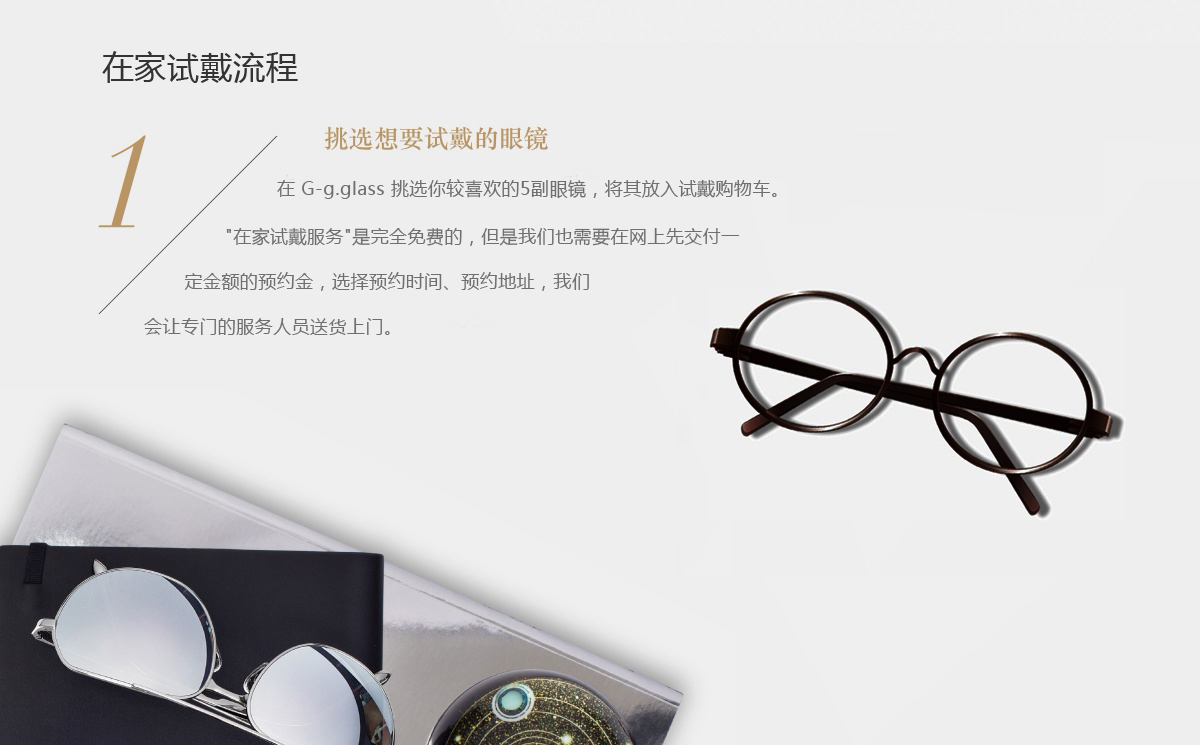 在家试戴流程
1
挑选想要试戴的眼镜
在 G-g.glass 挑选你较喜欢的5副眼镜，将其放入试戴购物车。
"在家试戴服务"是完全免费的，但是我们也需要在网上先交付一
定金额的预约金，选择预约时间、预约地址，我们
会让专门的服务人员送货上门。